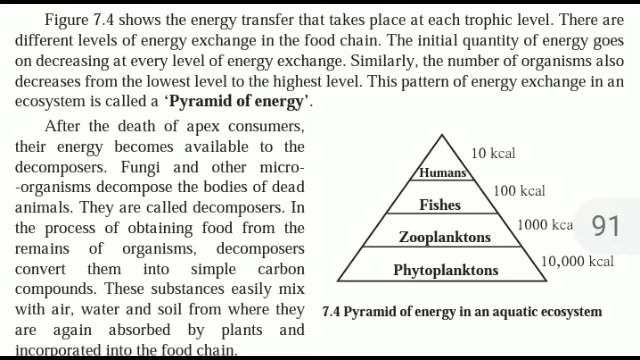 Figure 7.4 shows the energy transfer that takes place at each trophic level. There are
different levels of energy exchange in the food chain. The initial quantity of energy goes
on decreasing at every level of energy exchange. Similarly, the number of organisms also
decreases from the lowest level to the highest level. This pattern of energy exchange in an
ecosystem is called a ‘Pyramid of energy’.
After the death of apex consumers,
their energy becomes available to the
decomposers. Fungi and other micro-
-organisms decompose the bodies of dead
animals. They are called decomposers. In
the process of obtaining food from the
remains of organisms, decomposers
convert them into simple carbon
compounds. These substances easily mix
with air, water and soil from where they
are again absorbed by plants and
incorporated into the food chain.
10 kcal
Humans
100 kcal
Fishes
1000 kca
91
Zooplanktons
10,000 kcal
Phytoplanktons
7.4 Pyramid of energy in an aquatic ecosystem